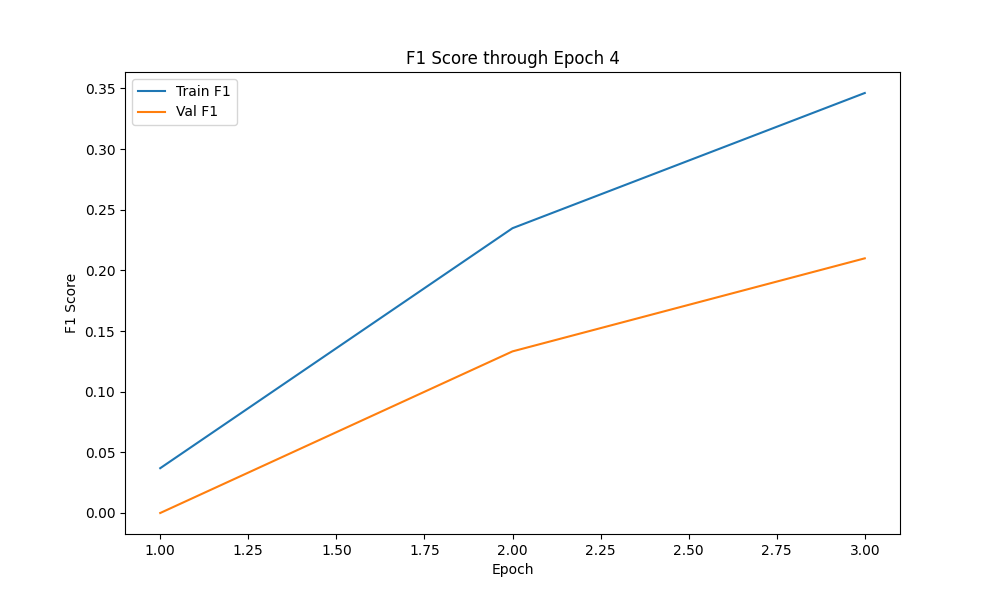 F1 Score through Epoch 4
Train F1
Val F1
0.35
0.30
0.25
0.20
0.15
0.10
0.05
0.00
F1 Score
1.00 1.25 1.50 1.75 2.00 2.25 2.50 2.75 3.00
Epoch